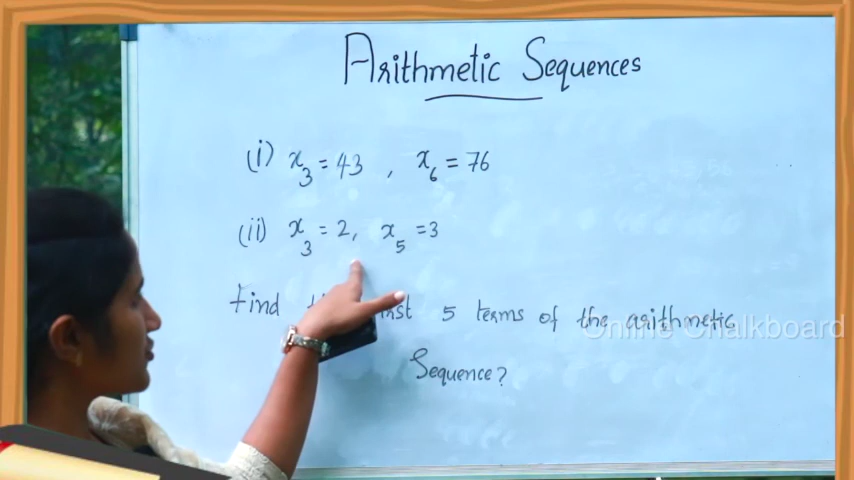 Arithmetic Sequences
(i) x₃ = 43 , x₆ = 76
(ii) x₃ = 2, x₅ = 3
Find 5 terms of the arithmetic
Sequence?
Online Chalkboard